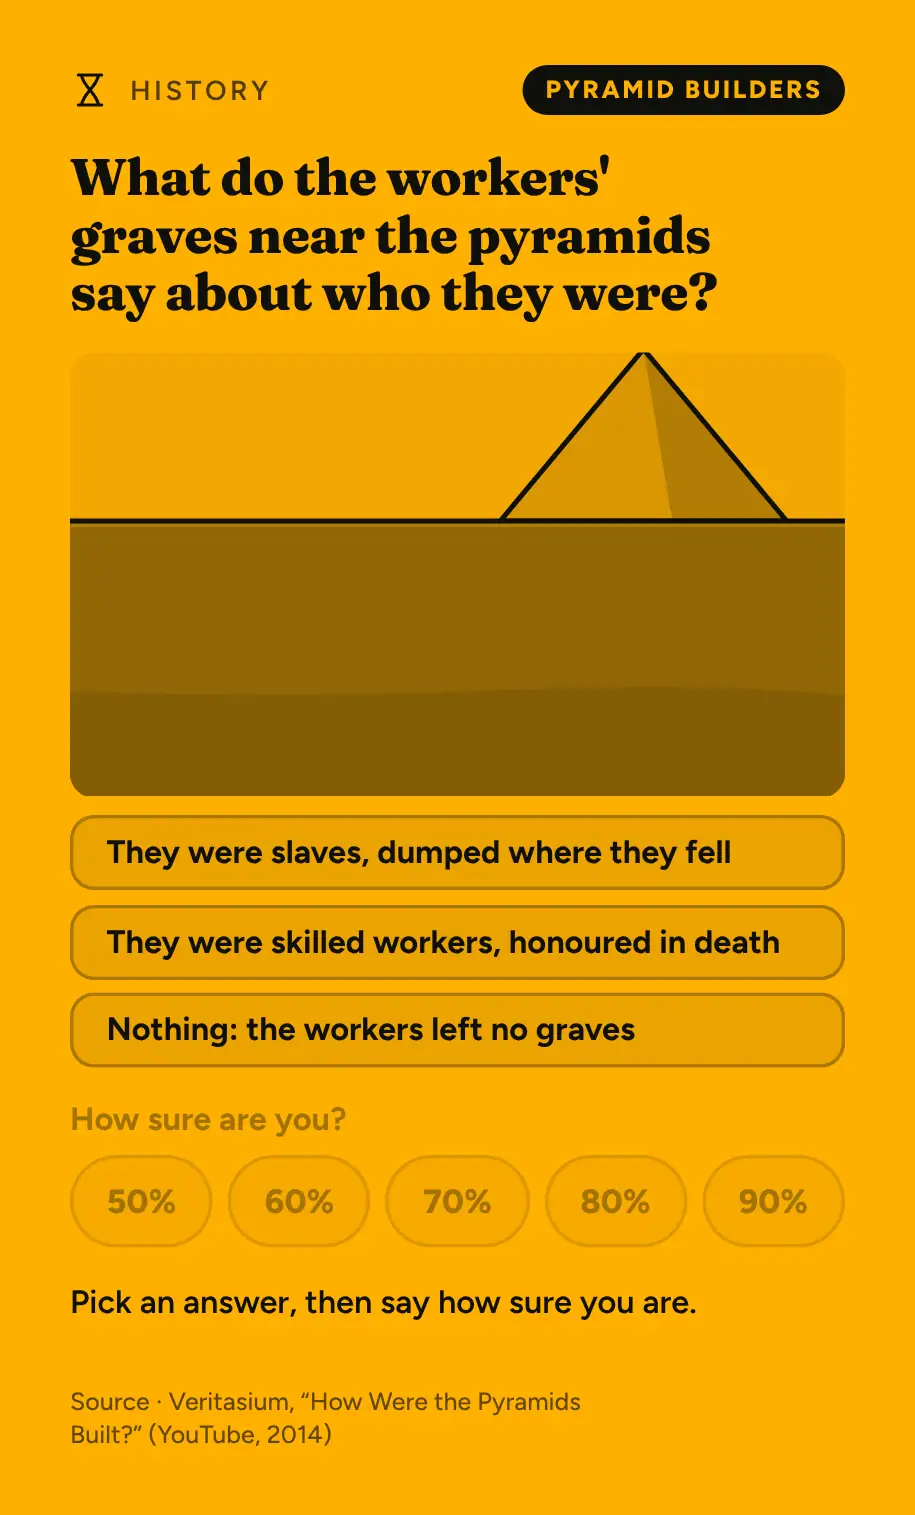 HISTORY
PYRAMID BUILDERS
What do the workers'
graves near the pyramids
say about who they were?
They were slaves, dumped where they fell
They were skilled workers, honoured in death
Nothing: the workers left no graves
How sure are you?
50%
60%
70%
80%
90%
Pick an answer, then say how sure you are.
Source · Veritasium, “How Were the Pyramids
Built?” (YouTube, 2014)